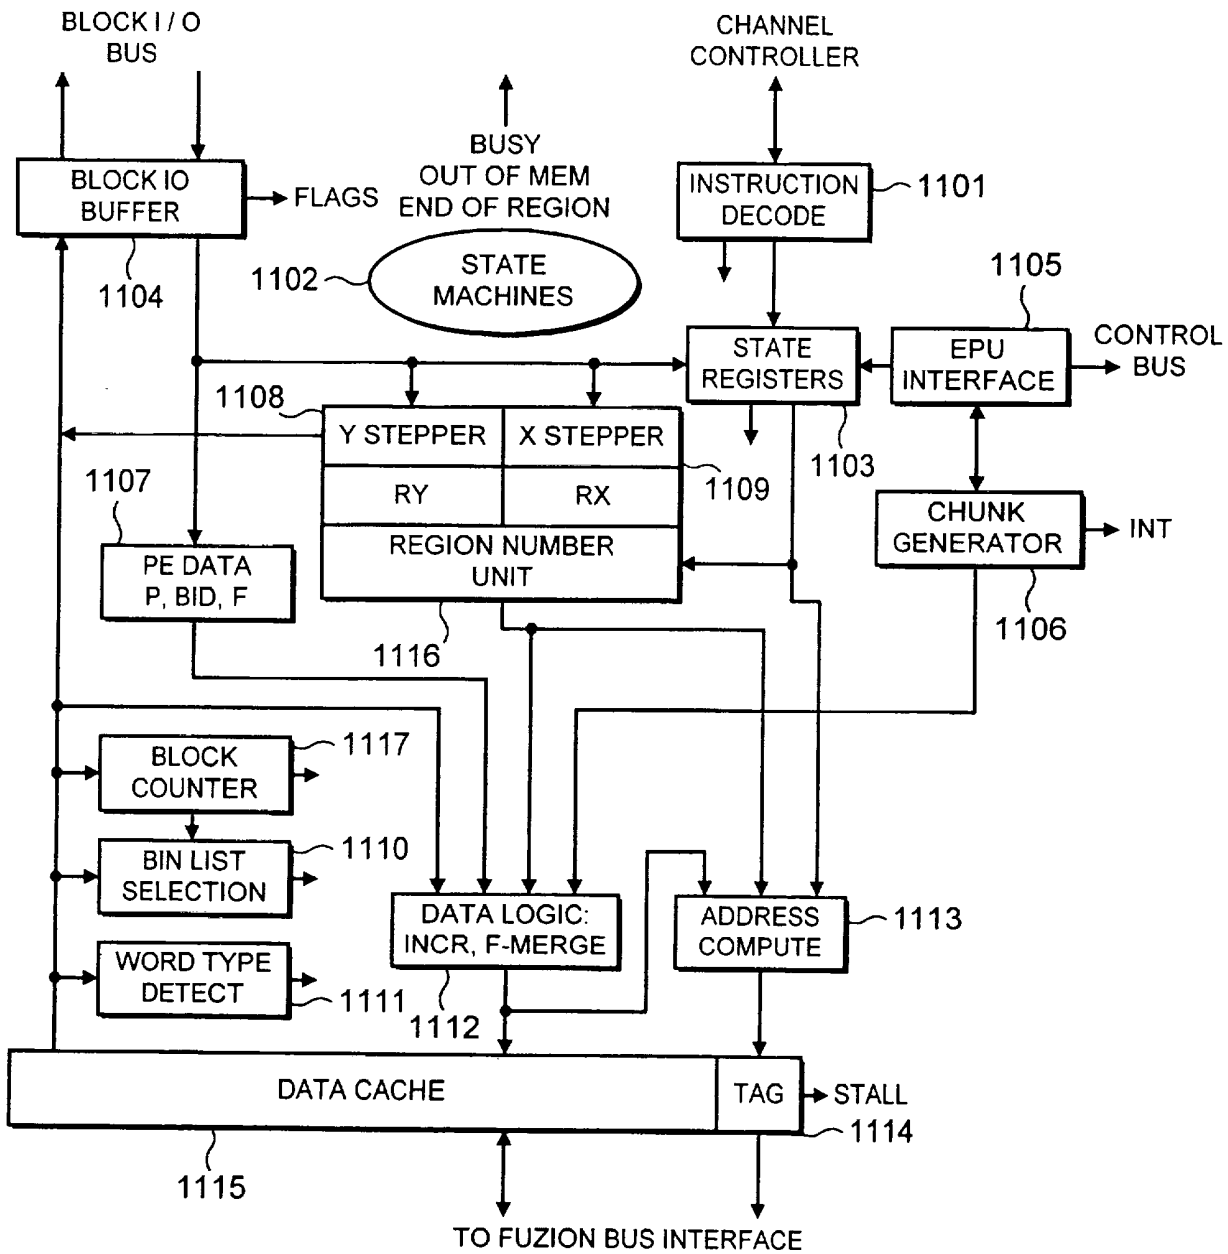 BLOCK I / O
BUS
CHANNEL
CONTROLLER
BUSY
OUT OF MEM
END OF REGION
BLOCK IO
BUFFER
FLAGS
INSTRUCTION
DECODE
1101
1104
1102
STATE
MACHINES
1105
STATE
REGISTERS
EPU
INTERFACE
CONTROL
BUS
1108
Y STEPPER
X STEPPER
1103
1109
1107
RY
RX
CHUNK
GENERATOR
INT
PE DATA
P, BID, F
REGION NUMBER
UNIT
1116
1106
BLOCK
COUNTER
1117
BIN LIST
SELECTION
1110
DATA LOGIC:
INCR, F-MERGE
ADDRESS
COMPUTE
1113
WORD TYPE
DETECT
1111
1112
DATA CACHE
TAG
STALL
1115
1114
TO FUZION BUS INTERFACE